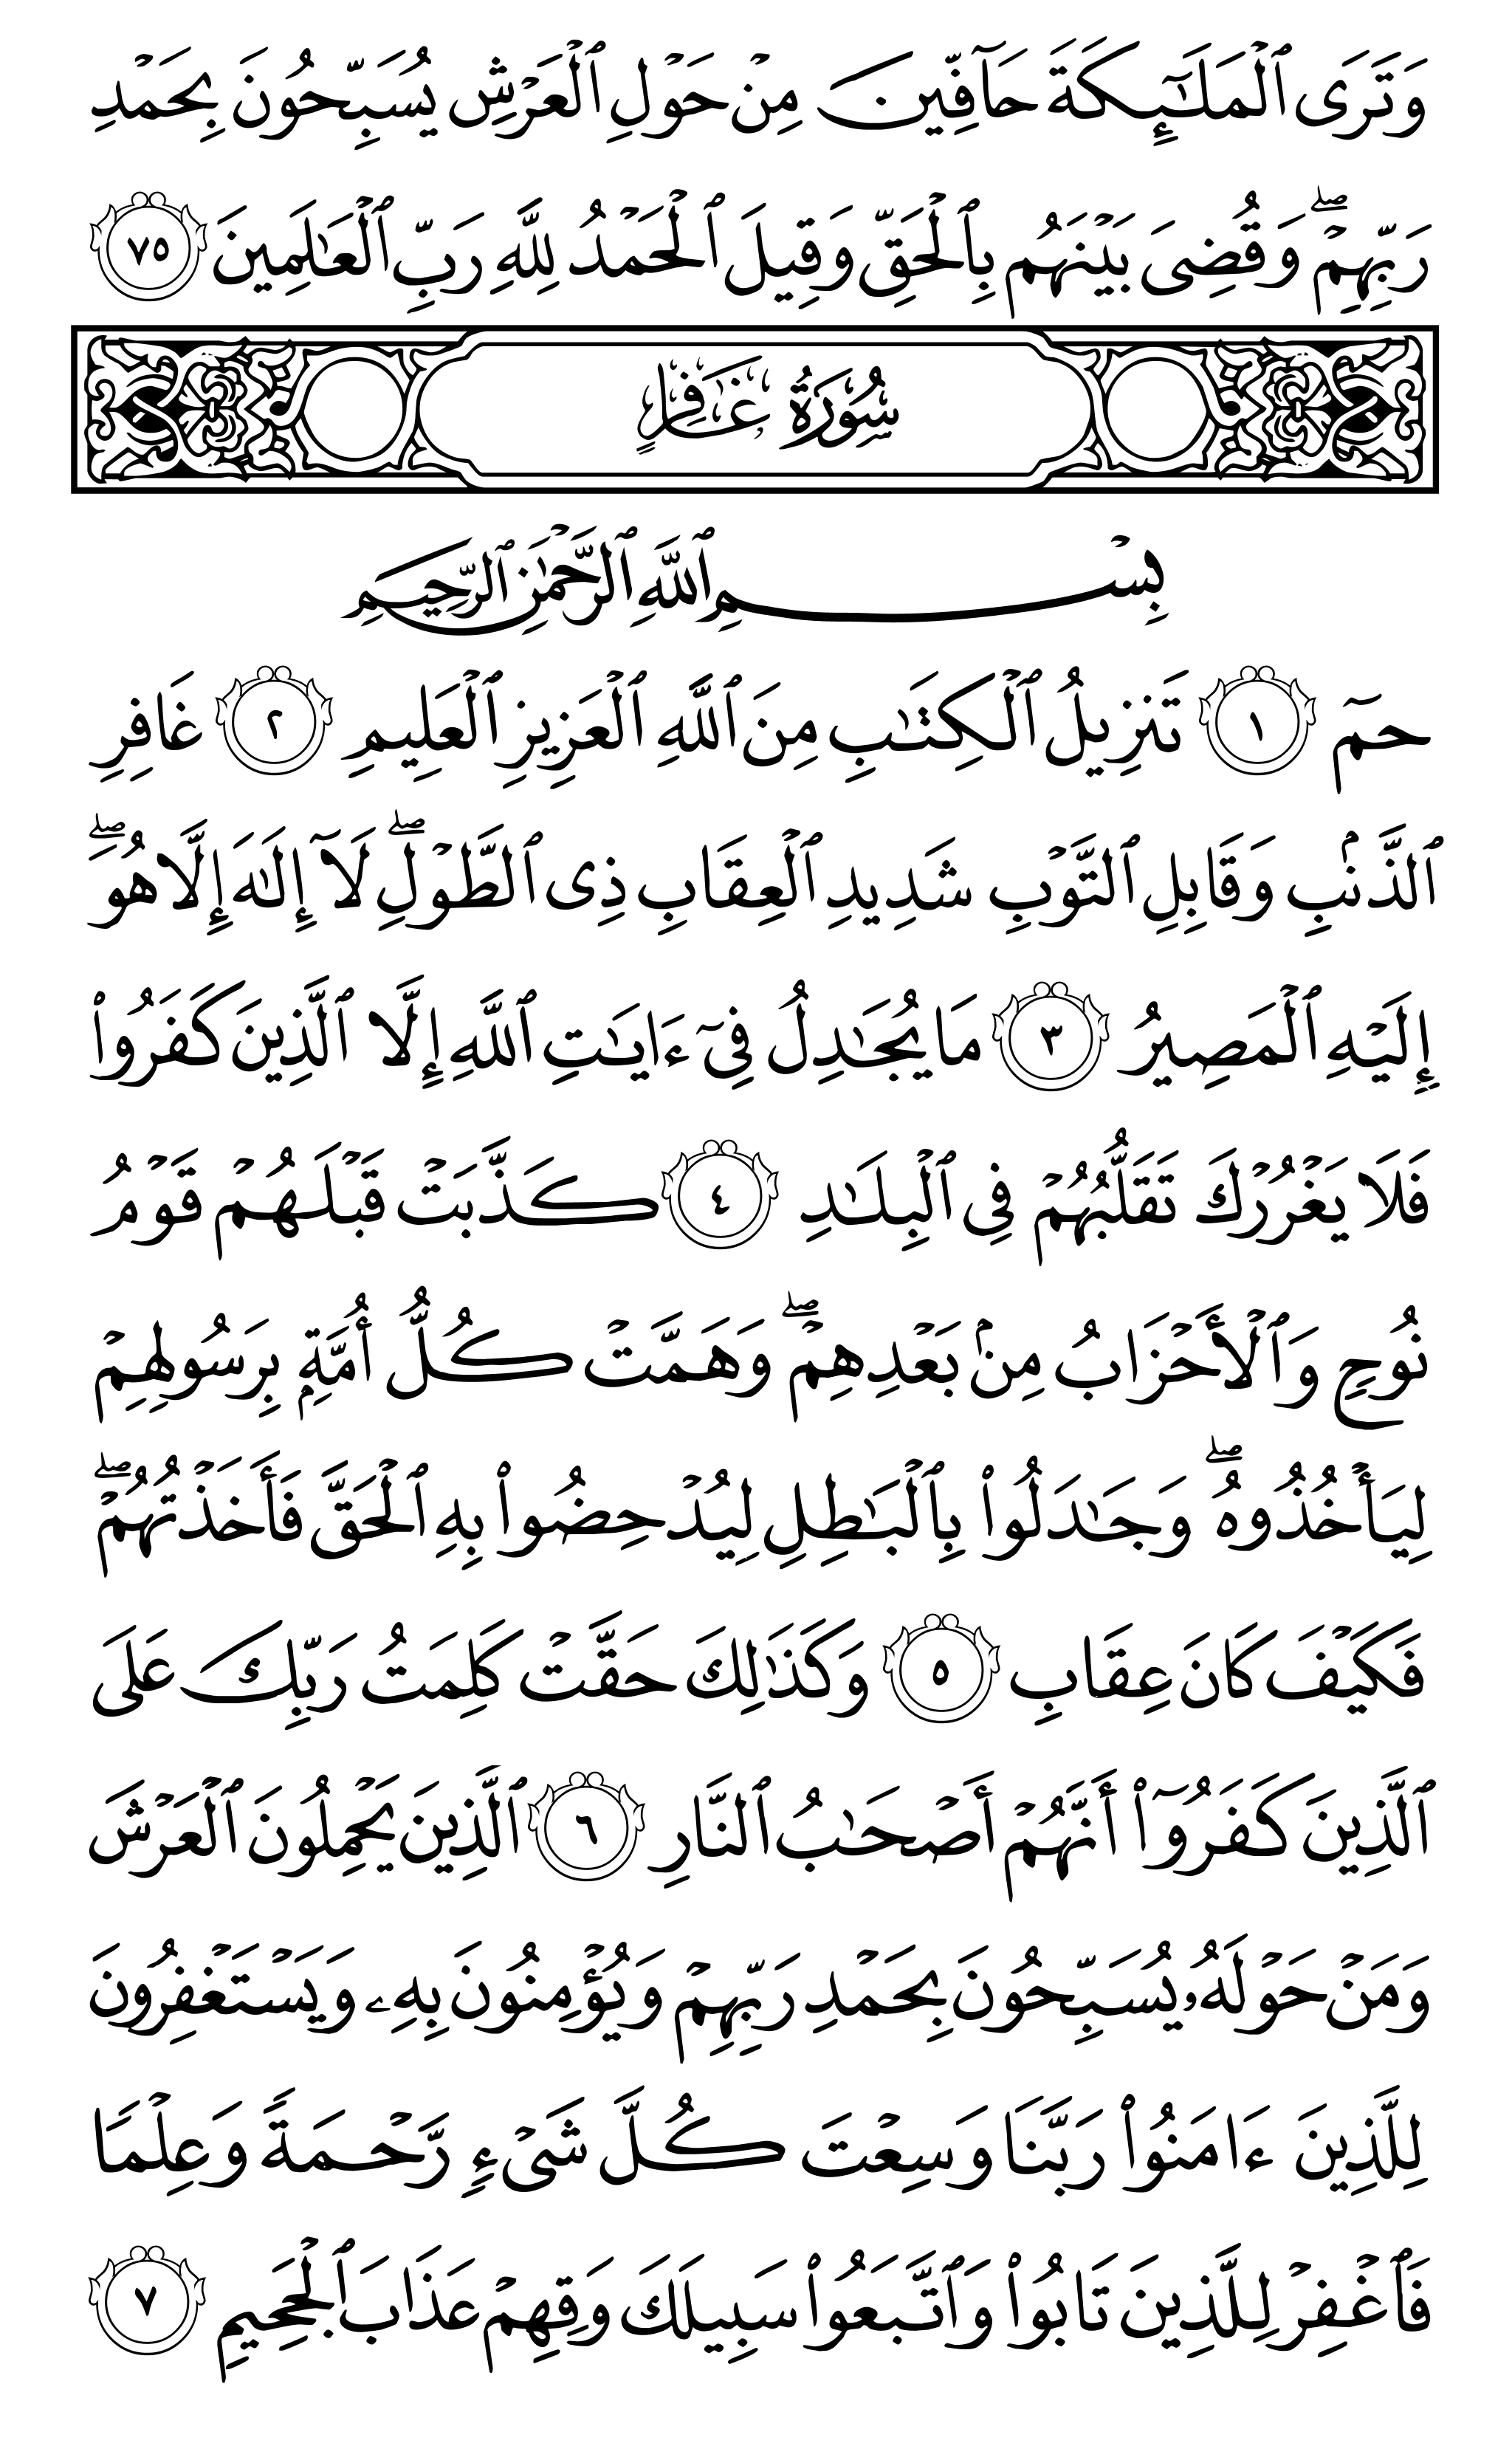 وَتَرَى ٱلْمَلَـٰٓئِكَةَ حَآفِّينَ مِنْ حَوْلِ ٱلْعَرْشِ يُسَبِّحُونَ بِحَمْدِ
رَبِّهِمْ ۖ وَقُضِىَ بَيْنَهُم بِٱلْحَقِّ وَقِيلَ ٱلْحَمْدُ لِلَّهِ رَبِّ ٱلْعَـٰلَمِينَ ٧٥
سُورَةُ غَافِرٍ
بِسْمِ ٱللَّهِ ٱلرَّحْمَـٰنِ ٱلرَّحِيمِ
حمٓ ١ تَنزِيلُ ٱلْكِتَـٰبِ مِنَ ٱللَّهِ ٱلْعَزِيزِ ٱلْعَلِيمِ ٢ غَافِرِ
ٱلذَّنۢبِ وَقَابِلِ ٱلتَّوْبِ شَدِيدِ ٱلْعِقَابِ ذِى ٱلطَّوْلِ ۖ لَآ إِلَـٰهَ إِلَّا هُوَ ۖ
إِلَيْهِ ٱلْمَصِيرُ ٣ مَا يُجَـٰدِلُ فِىٓ ءَايَـٰتِ ٱللَّهِ إِلَّا ٱلَّذِينَ كَفَرُوا۟
فَلَا يَغْرُرْكَ تَقَلُّبُهُمْ فِى ٱلْبِلَـٰدِ ٤ كَذَّبَتْ قَبْلَهُمْ قَوْمُ
نُوحٍ وَٱلْأَحْزَابُ مِنۢ بَعْدِهِمْ ۖ وَهَمَّتْ كُلُّ أُمَّةٍۭ بِرَسُولِهِمْ
لِيَأْخُذُوهُ ۖ وَجَـٰدَلُوا۟ بِٱلْبَـٰطِلِ لِيُدْحِضُوا۟ بِهِ ٱلْحَقَّ فَأَخَذْتُهُمْ ۖ
فَكَيْفَ كَانَ عِقَابِ ٥ وَكَذَٰلِكَ حَقَّتْ كَلِمَتُ رَبِّكَ عَلَى
ٱلَّذِينَ كَفَرُوٓا۟ أَنَّهُمْ أَصْحَـٰبُ ٱلنَّارِ ٦ ٱلَّذِينَ يَحْمِلُونَ ٱلْعَرْشَ
وَمَنْ حَوْلَهُۥ يُسَبِّحُونَ بِحَمْدِ رَبِّهِمْ وَيُؤْمِنُونَ بِهِۦ وَيَسْتَغْفِرُونَ
لِلَّذِينَ ءَامَنُوا۟ رَبَّنَا وَسِعْتَ كُلَّ شَىْءٍ رَّحْمَةً وَعِلْمًا
فَٱغْفِرْ لِلَّذِينَ تَابُوا۟ وَٱتَّبَعُوا۟ سَبِيلَكَ وَقِهِمْ عَذَابَ ٱلْجَحِيمِ ٧